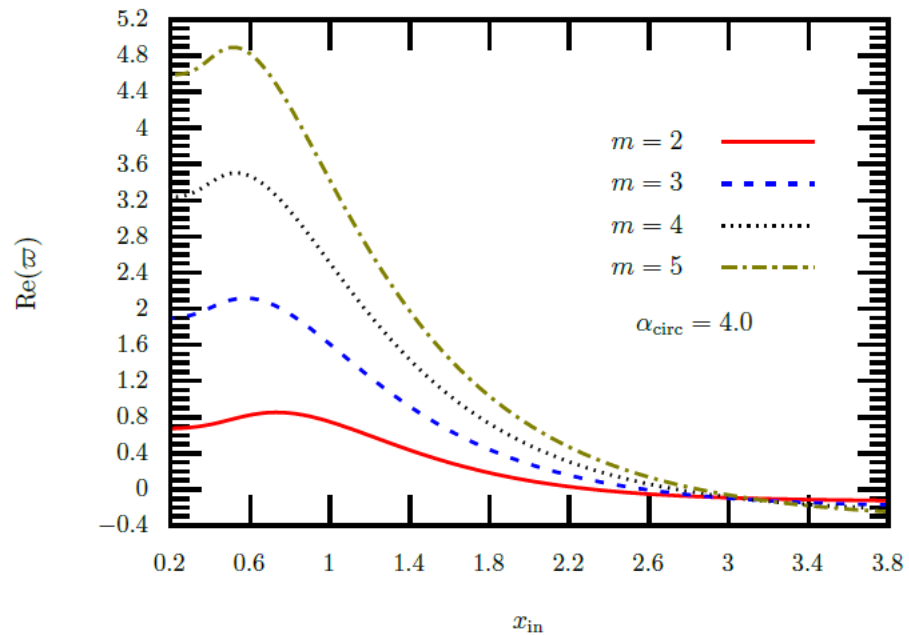 5.2
4.8
4.4
4
3.6
3.2
2.8
2.4
2
1.6
1.2
0.8
0.4
0
−0.4
Re(ϖ)
m = 2
m = 3
m = 4
m = 5
α_circ = 4.0
0.2 0.6 1 1.4 1.8 2.2 2.6 3 3.4 3.8
x_in